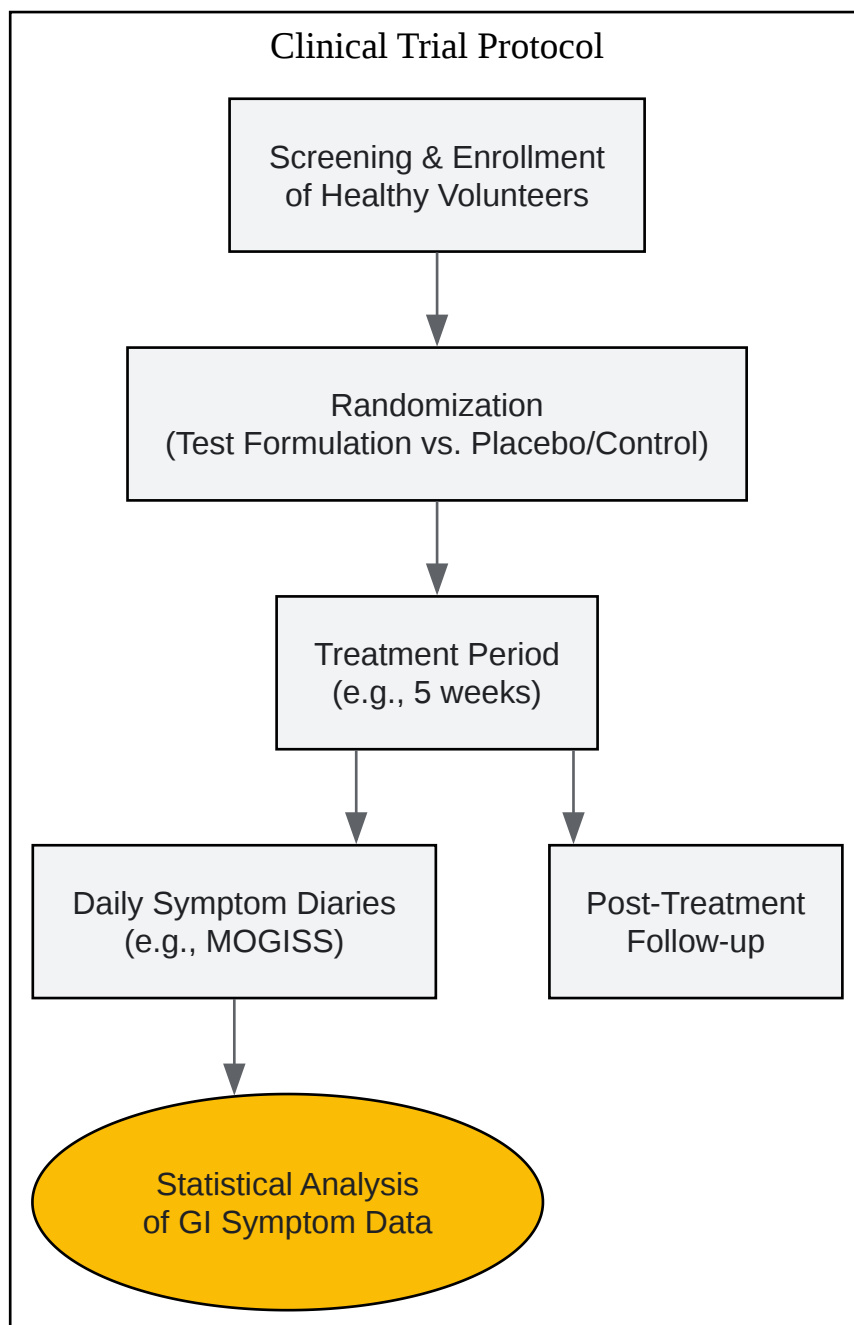 Clinical Trial Protocol
Screening & Enrollment
of Healthy Volunteers
Randomization
(Test Formulation vs. Placebo/Control)
Treatment Period
(e.g., 5 weeks)
Daily Symptom Diaries
(e.g., MOGISS)
Post-Treatment
Follow-up
Statistical Analysis
of GI Symptom Data